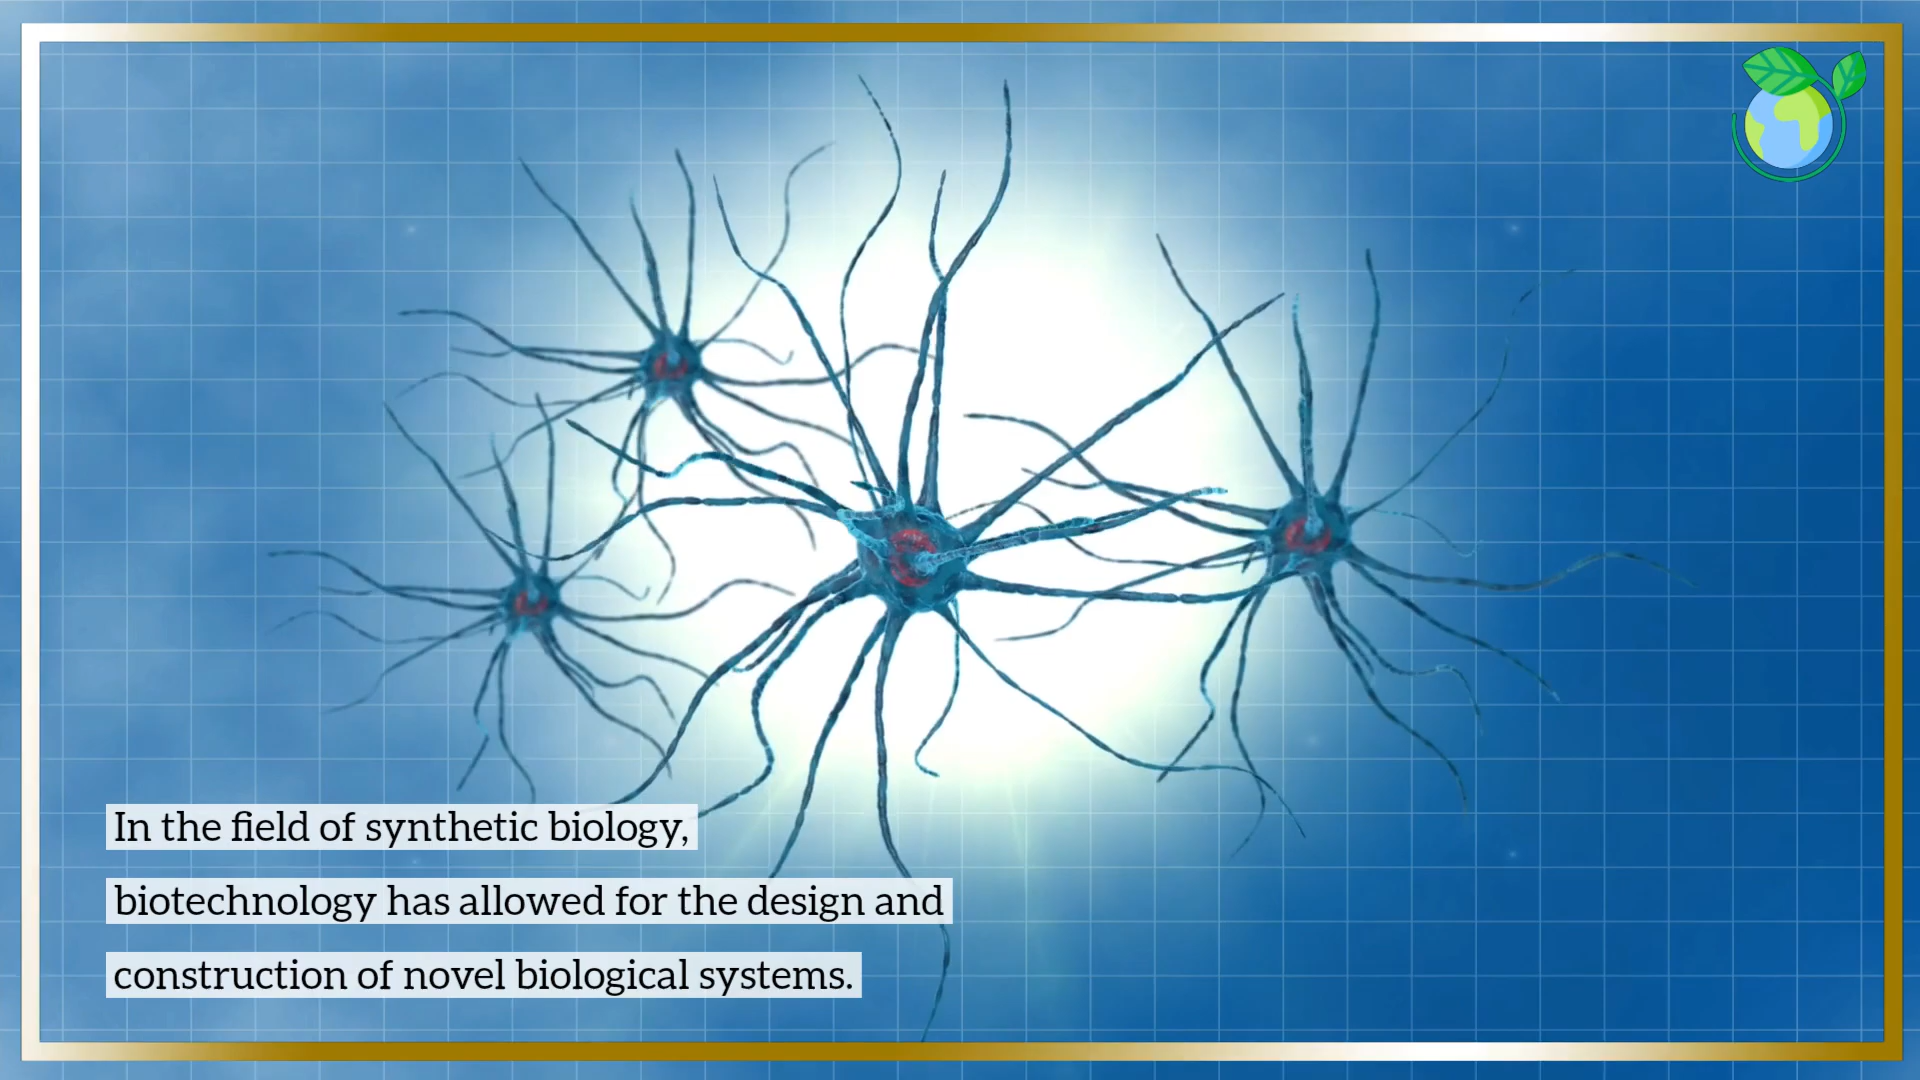 In the field of synthetic biology,
biotechnology has allowed for the design and
construction of novel biological systems.